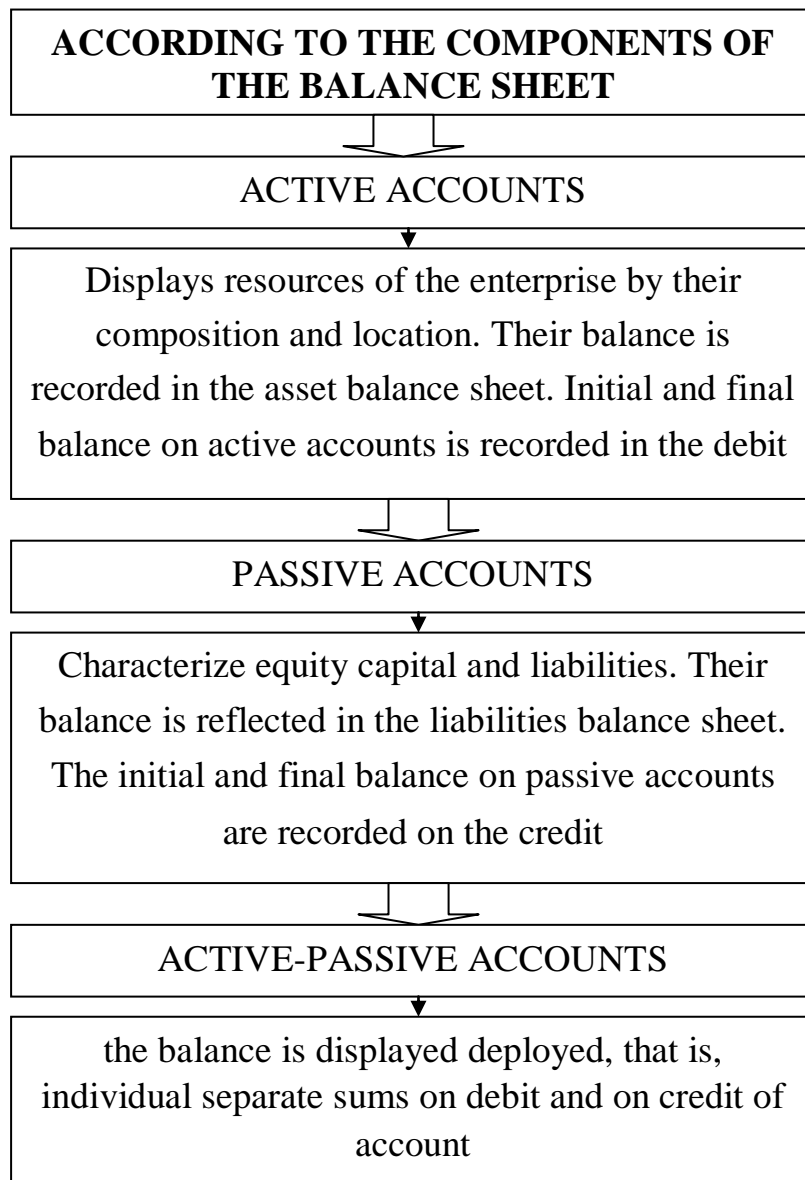 ACCORDING TO THE COMPONENTS OF
THE BALANCE SHEET
ACTIVE ACCOUNTS
Displays resources of the enterprise by their
composition and location. Their balance is
recorded in the asset balance sheet. Initial and final
balance on active accounts is recorded in the debit
PASSIVE ACCOUNTS
Characterize equity capital and liabilities. Their
balance is reflected in the liabilities balance sheet.
The initial and final balance on passive accounts
are recorded on the credit
ACTIVE-PASSIVE ACCOUNTS
the balance is displayed deployed, that is,
individual separate sums on debit and on credit of
account